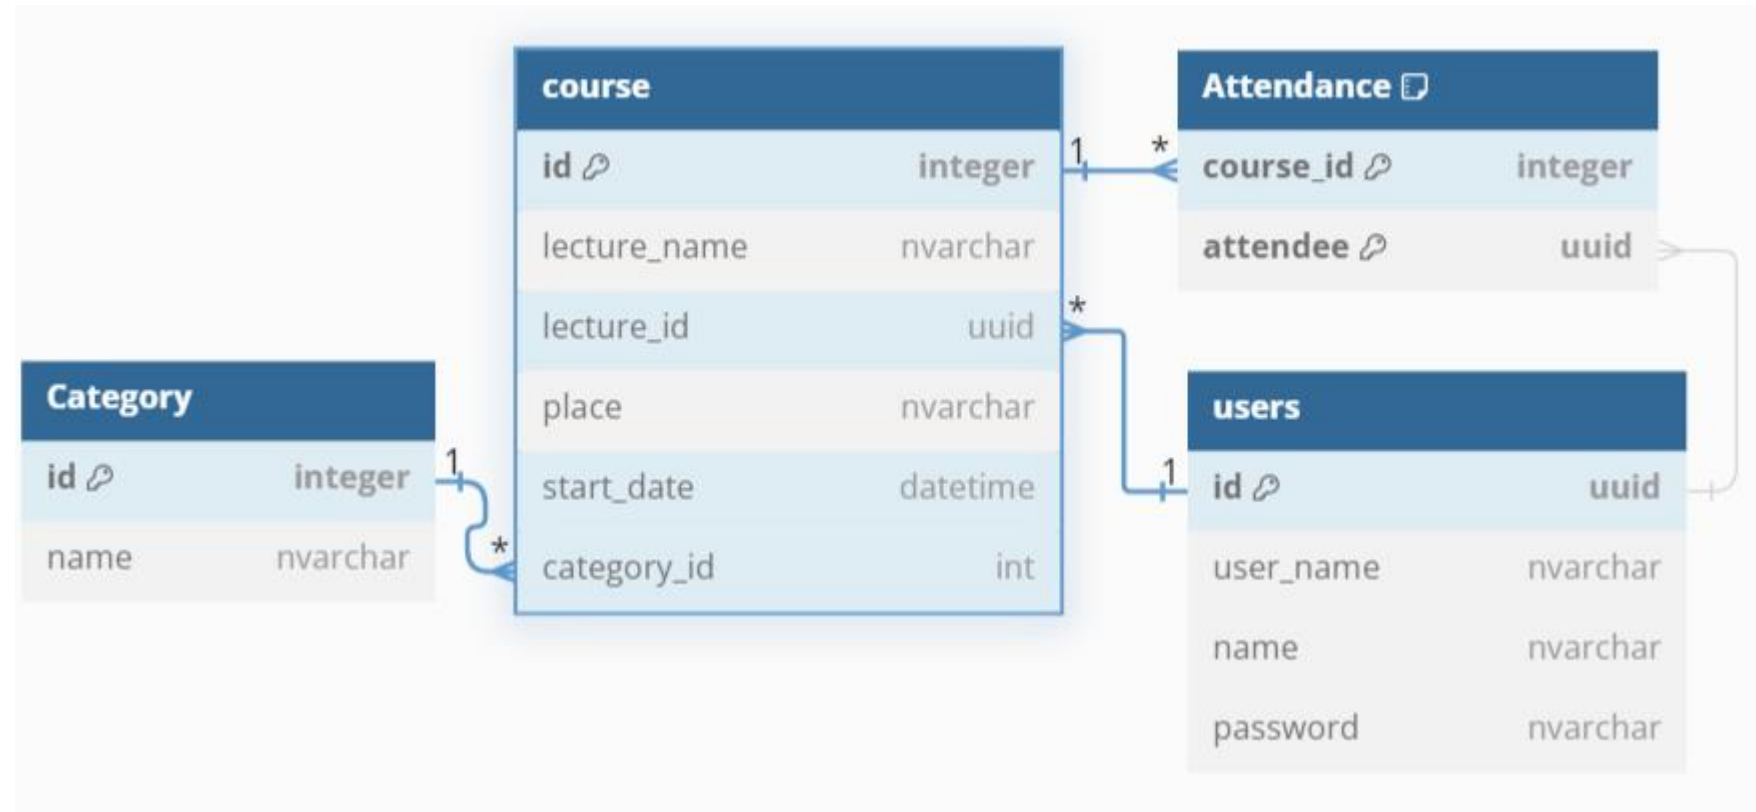 course
id integer
lecture_name nvarchar
lecture_id uuid
place nvarchar
start_date datetime
category_id int
Attendance
course_id integer
attendee uuid
Category
id integer
name nvarchar
users
id uuid
user_name nvarchar
name nvarchar
password nvarchar
1 *
* 1
1 *